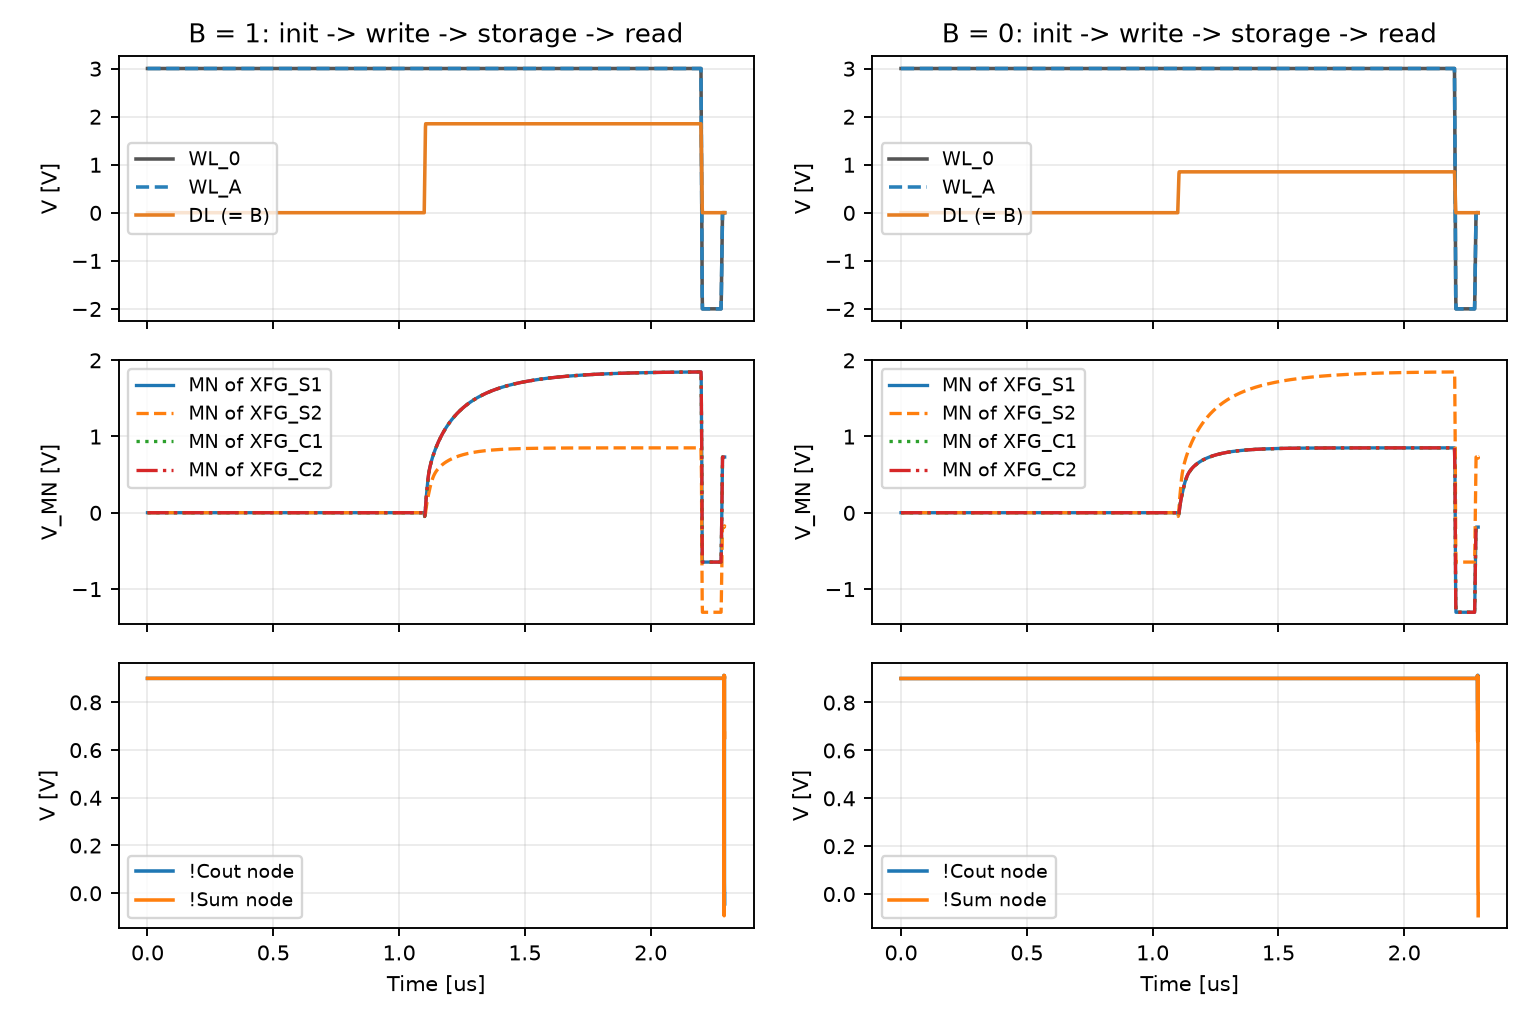 B = 1: init -> write -> storage -> read
B = 0: init -> write -> storage -> read
V [V]
3
2
1
0
−1
−2
WL_0
WL_A
DL (= B)
V [V]
3
2
1
0
−1
−2
WL_0
WL_A
DL (= B)
V_MN [V]
2
1
0
−1
MN of XFG_S1
MN of XFG_S2
MN of XFG_C1
MN of XFG_C2
V_MN [V]
2
1
0
−1
MN of XFG_S1
MN of XFG_S2
MN of XFG_C1
MN of XFG_C2
V [V]
0.8
0.6
0.4
0.2
0.0
!Cout node
!Sum node
0.0 0.5 1.0 1.5 2.0
Time [us]
V [V]
0.8
0.6
0.4
0.2
0.0
!Cout node
!Sum node
0.0 0.5 1.0 1.5 2.0
Time [us]